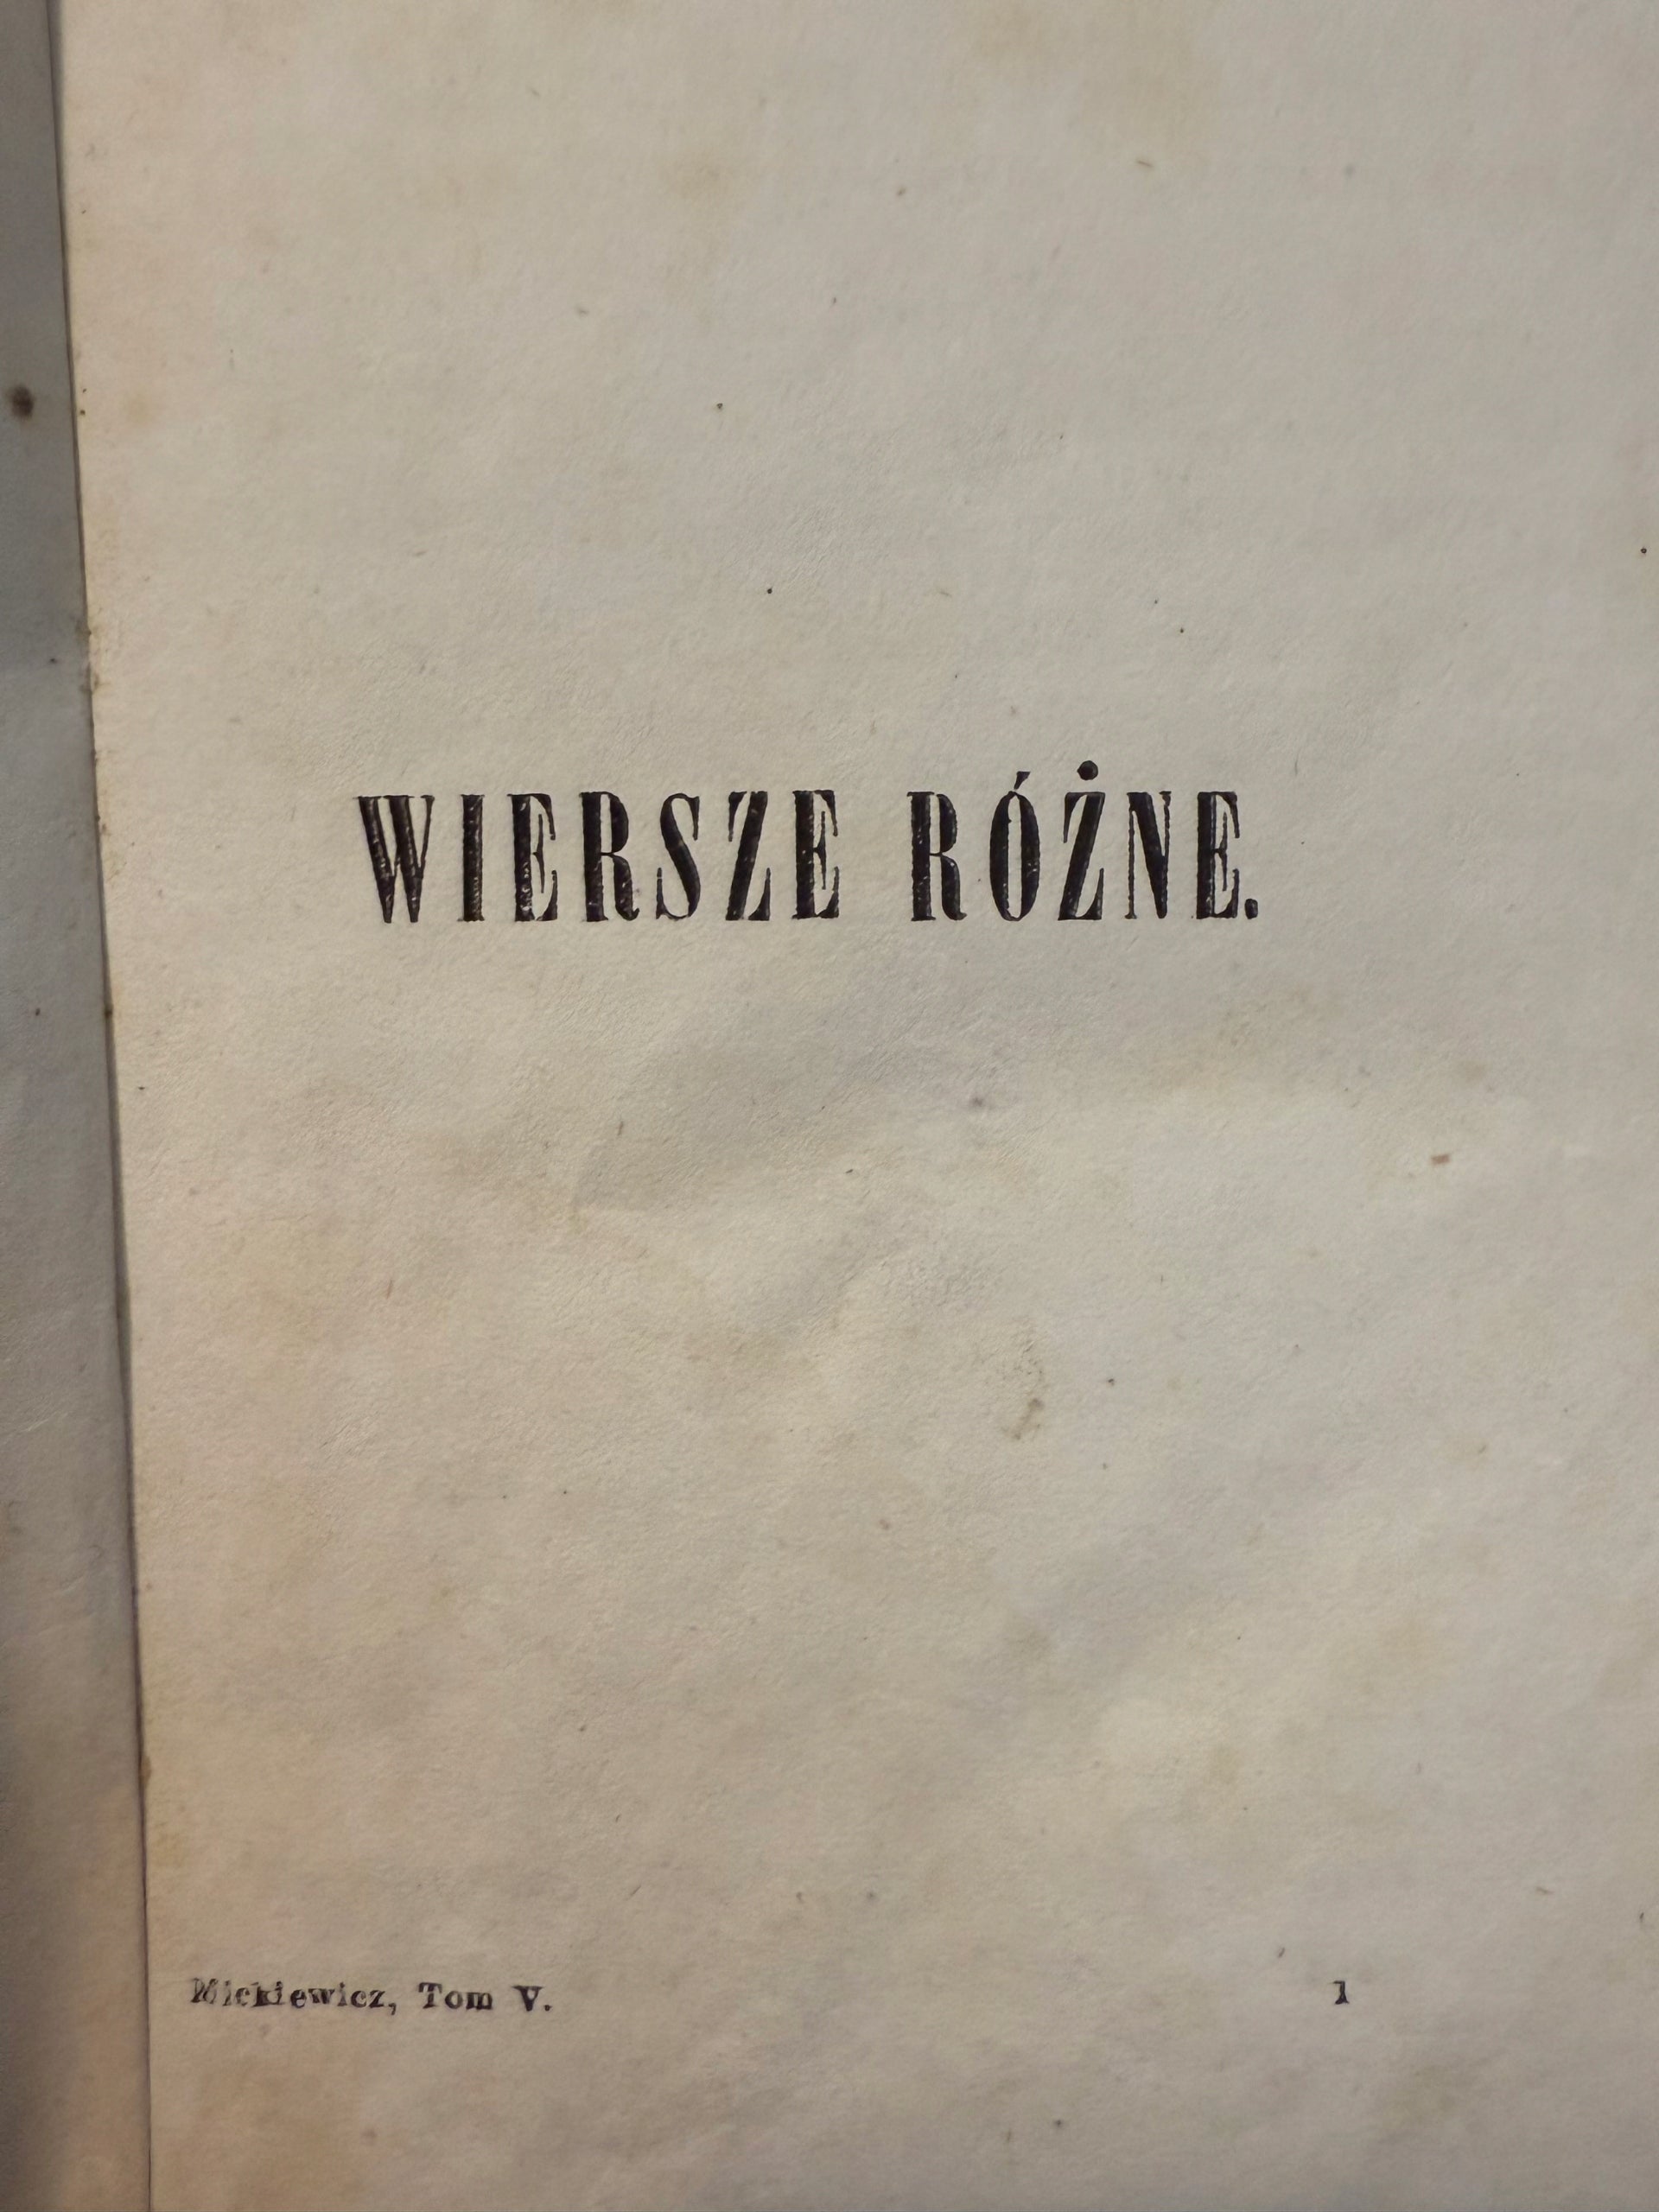 WIERSZE RÓŻNE.
Mickiewicz, Tom V. 1